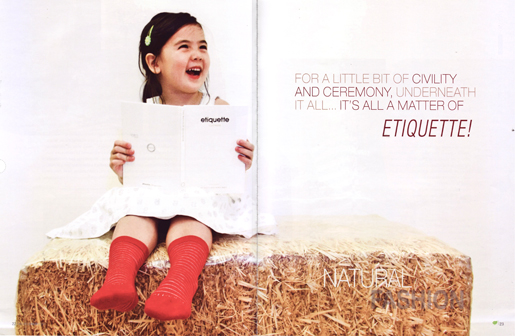 etiquette
FOR A LITTLE BIT OF CIVILITY
AND CEREMONY, UNDERNEATH
IT ALL... IT'S ALL A MATTER OF
ETIQUETTE!
NATURAL
FASHION